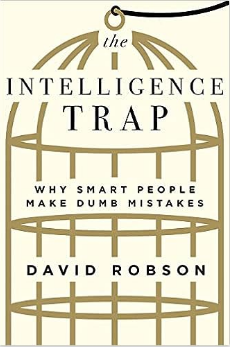 the
INTELLIGENCE
TRAP
WHY SMART PEOPLE
MAKE DUMB MISTAKES
DAVID ROBSON